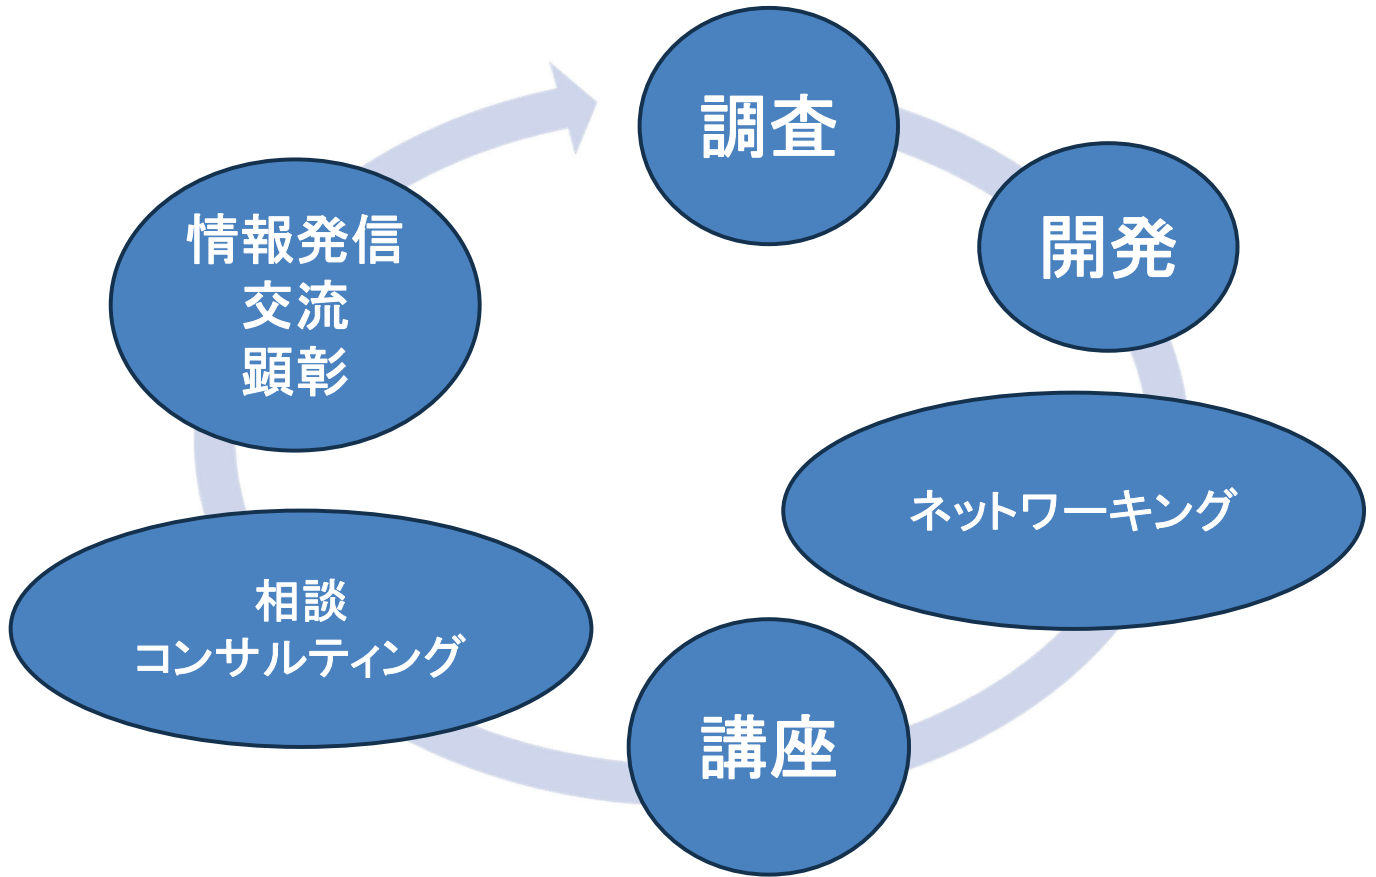 調査
開発
ネットワーキング
講座
相談
コンサルティング
情報発信
交流
顕彰